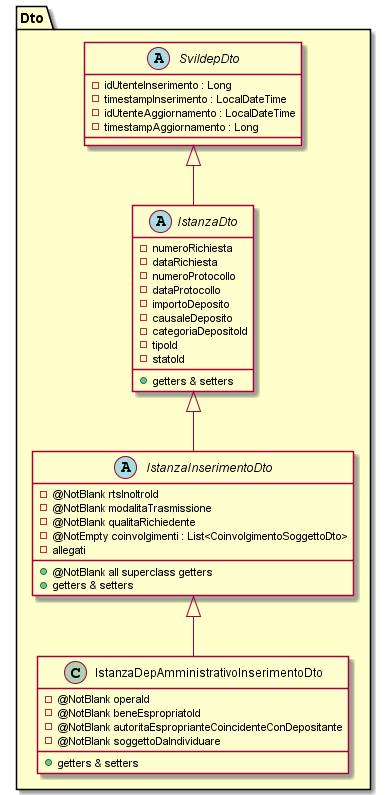 Dto
A SvildepDto
idUtenteInserimento : Long
timestampInserimento : LocalDateTime
idUtenteAggiornamento : LocalDateTime
timestampAggiornamento : Long
A IstanzaDto
numeroRichiesta
dataRichiesta
numeroProtocollo
dataProtocollo
importoDeposito
causaleDeposito
categoriaDepositoId
tipoId
statoId
getters & setters
A IstanzaInserimentoDto
@NotBlank rtsInoltroId
@NotBlank modalitaTrasmissione
@NotBlank qualitaRichiedente
@NotEmpty coinvolgimenti : List<CoinvolgimentoSoggettoDto>
allegati
@NotBlank all superclass getters
getters & setters
C IstanzaDepAmministrativoInserimentoDto
@NotBlank operaId
@NotBlank beneEspropriatoId
@NotBlank autoritaEsproprianteCoincidenteConDepositante
@NotBlank soggettoDaIndividuare
getters & setters